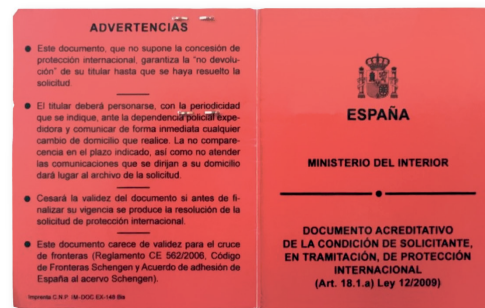 ADVERTENCIAS
● Este documento, que no supone la concesión de
protección internacional, garantiza la "no devolu-
ción" de su titular hasta que se haya resuelto la
solicitud.
● El titular deberá personarse, con la periodicidad
que se indique, ante la dependencia policial expe-
didora y comunicar de forma inmediata cualquier
cambio de domicilio que realice. La no compare-
cencia en el plazo indicado, así como no atender
las comunicaciones que se dirijan a su domicilio
dará lugar al archivo de la solicitud.
● Cesará la validez del documento si antes de fi-
nalizar su vigencia se produce la resolución de la
solicitud de protección internacional.
● Este documento carece de validez para el cruce
de fronteras (Reglamento CE 562/2006, Código
de Fronteras Schengen y Acuerdo de adhesión de
España al acervo Schengen).
Imprenta C.N.P. IM-DOC EX-148 Bis
ESPAÑA
MINISTERIO DEL INTERIOR
DOCUMENTO ACREDITATIVO
DE LA CONDICIÓN DE SOLICITANTE,
EN TRAMITACIÓN, DE PROTECCIÓN
INTERNACIONAL
(Art. 18.1.a) Ley 12/2009)